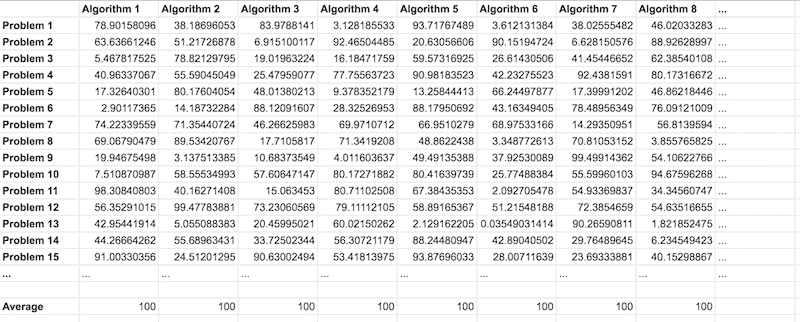 Algorithm 1 Algorithm 2 Algorithm 3 Algorithm 4 Algorithm 5 Algorithm 6 Algorithm 7 Algorithm 8 ...
Problem 1 78.90158096 38.18696053 83.9788141 3.128185533 93.71767489 3.612131384 38.02555482 46.02033283 ...
Problem 2 63.63661246 51.21726878 6.915100117 92.46504485 20.63056606 90.15194724 6.628150576 88.92628997 ...
Problem 3 5.467817525 78.82129795 19.01963224 16.18471759 59.57316925 26.61430506 41.45446652 62.38540108 ...
Problem 4 40.96337067 55.59045049 25.47959077 77.75563724 90.98183523 42.23275523 92.4381591 80.17316672 ...
Problem 5 17.32640301 80.17604054 48.01380213 9.378352179 13.25844413 66.24497877 17.39991202 46.86218446 ...
Problem 6 2.90117365 14.18732284 88.12091607 28.32526953 88.17950692 43.16349405 78.48956349 76.09121009 ...
Problem 7 74.22339559 71.35440724 46.26625983 69.9710712 66.9510279 68.97533166 14.29350951 56.8139594 ...
Problem 8 69.06790479 89.53420767 17.7105817 71.3419208 48.8622438 3.348772613 70.81053152 3.855765825 ...
Problem 9 19.94675498 3.137513385 10.68373549 4.011603637 49.49135388 37.92530089 99.49914362 54.10622766 ...
Problem 10 7.510870987 58.55534993 57.60647147 80.17271882 80.41639739 25.77488384 55.59960103 94.67596268 ...
Problem 11 98.30840803 40.16271408 15.063453 80.71102508 67.38435353 2.092705478 54.93369837 34.34560747 ...
Problem 12 56.35291015 99.47783881 73.23060569 79.11112105 58.89165367 51.21548188 72.3854659 54.63516655 ...
Problem 13 42.95441914 5.055088383 20.45995021 60.02150262 2.129162205 0.03549031414 90.26590811 1.821852475 ...
Problem 14 44.26664262 55.68963431 33.72502344 56.30721179 88.24480947 42.89040502 29.76489645 6.234549423 ...
Problem 15 91.00330356 24.51201295 90.63002494 53.41813975 93.87696033 28.00711639 23.69333881 40.15298867 ...
... ... ... ... ... ... ... ... ... ...
Average 100 100 100 100 100 100 100 100